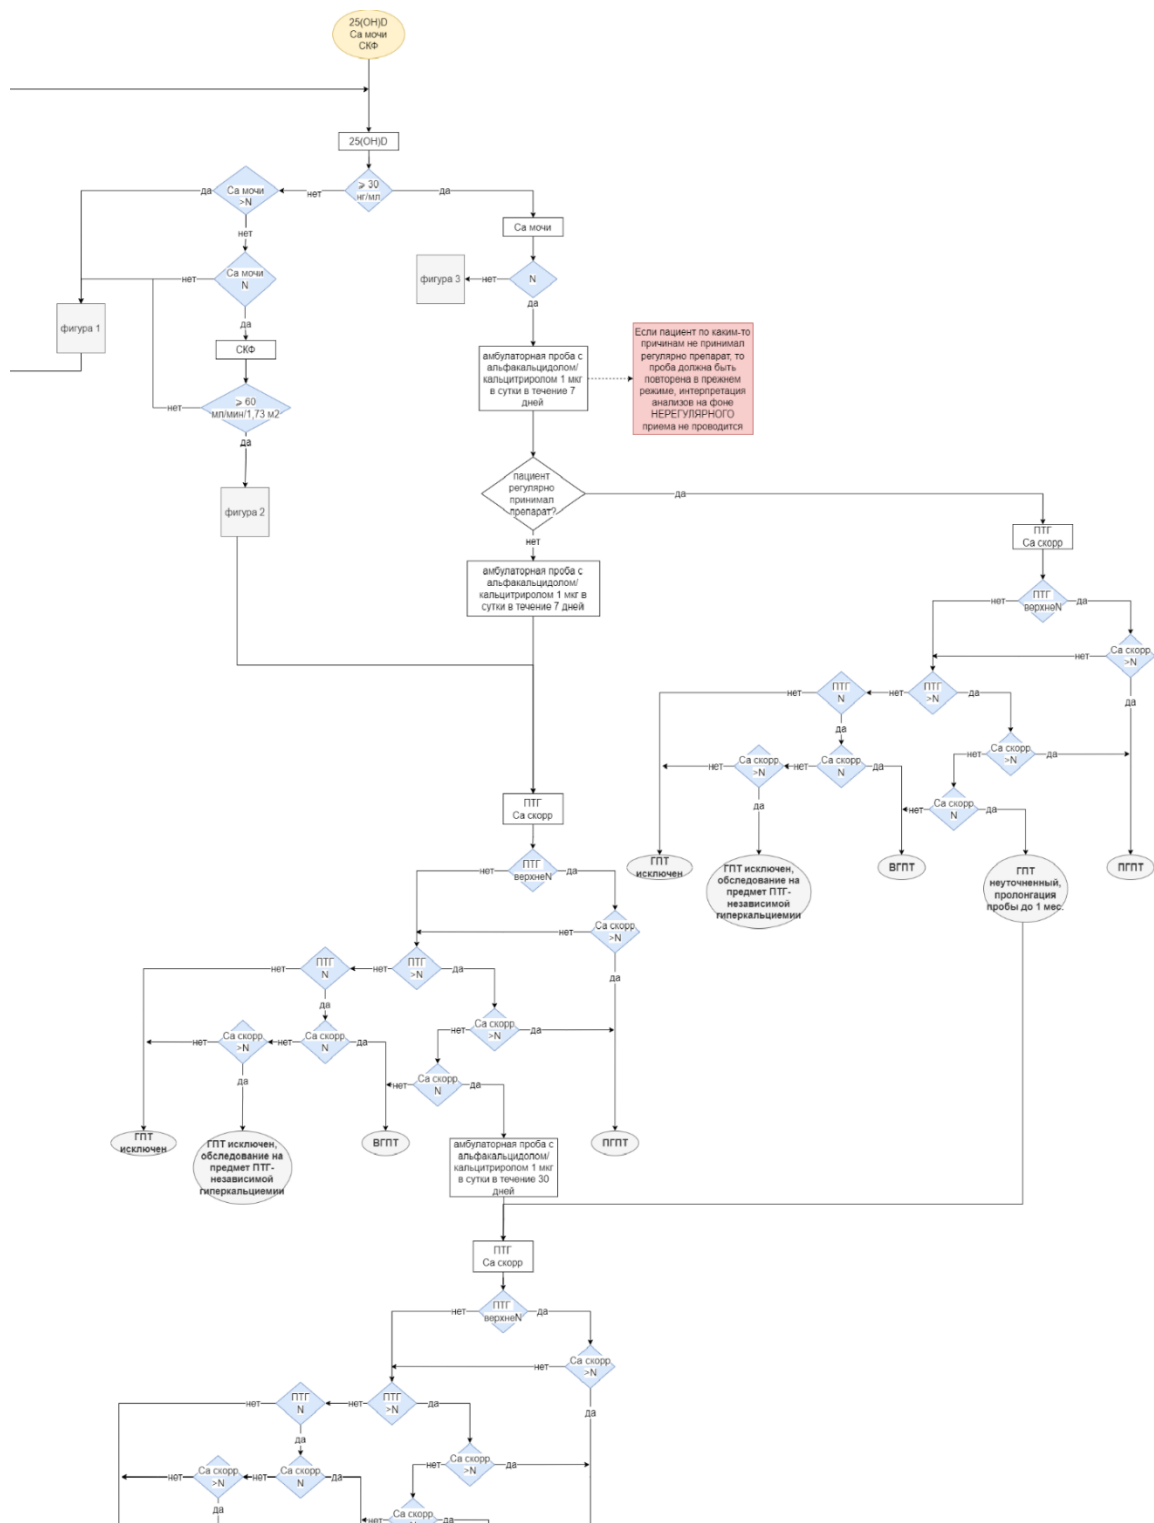 25(OH)D
Са мочи
СКФ
25(OH)D
⩾ 30
нг/мл
нет
да
Са мочи
>N
да
нет
Са мочи
Са мочи
N
нет
да
N
нет
фигура 3
да
фигура 1
СКФ
⩾ 60
мл/мин/1,73 м2
нет
да
фигура 2
амбулаторная проба с
альфакальцидолом/
кальцитриролом 1 мкг
в сутки в течение 7
дней
Если пациент по каким-то
причинам не принимал
регулярно препарат, то
проба должна быть
повторена в прежнем
режиме, интерпретация
анализов на фоне
НЕРЕГУЛЯРНОГО
приема не проводится
пациент
регулярно
принимал
препарат?
да
нет
амбулаторная проба с
альфакальцидолом/
кальцитриролом 1 мкг в
сутки в течение 7 дней
ПТГ
Са скорр
ПТГ
верхнеN
нет
да
Са скорр
>N
нет
да
ПТГ
>N
нет
да
ПТГ
N
нет
да
Са скорр
>N
нет
да
Са скорр
N
нет
да
Са скорр
>N
нет
да
Са скорр
N
нет
да
ГПТ
исключен
ГПТ исключен,
обследование на
предмет ПТГ-
независимой
гиперкальциемии
ВГПТ
ГПТ
неуточненный,
пролонгация
пробы до 1 мес.
ПГПТ
ПТГ
Са скорр
ПТГ
верхнеN
нет
да
Са скорр
>N
нет
да
ПТГ
>N
нет
да
ПТГ
N
нет
да
Са скорр
>N
нет
да
Са скорр
N
нет
да
Са скорр
>N
нет
да
Са скорр
N
нет
да
ГПТ
исключен
ГПТ исключен,
обследование на
предмет ПТГ-
независимой
гиперкальциемии
ВГПТ
амбулаторная проба с
альфакальцидолом/
кальцитриролом 1 мкг
в сутки в течение 30
дней
ПГПТ
ПТГ
Са скорр
ПТГ
верхнеN
нет
да
Са скорр
>N
нет
да
ПТГ
>N
нет
да
ПТГ
N
нет
да
Са скорр
>N
нет
да
Са скорр
N
нет
да
Са скорр
>N
нет
да
Са скорр
нет
да